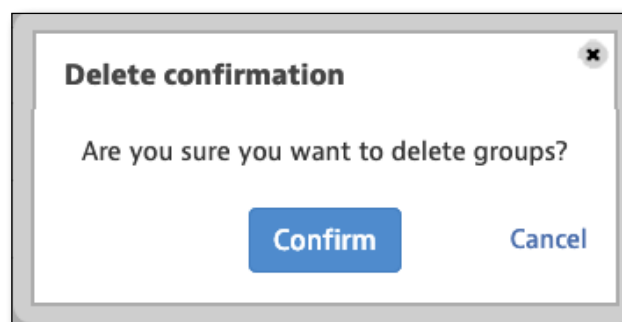 Delete confirmation
Are you sure you want to delete groups?
Confirm
Cancel